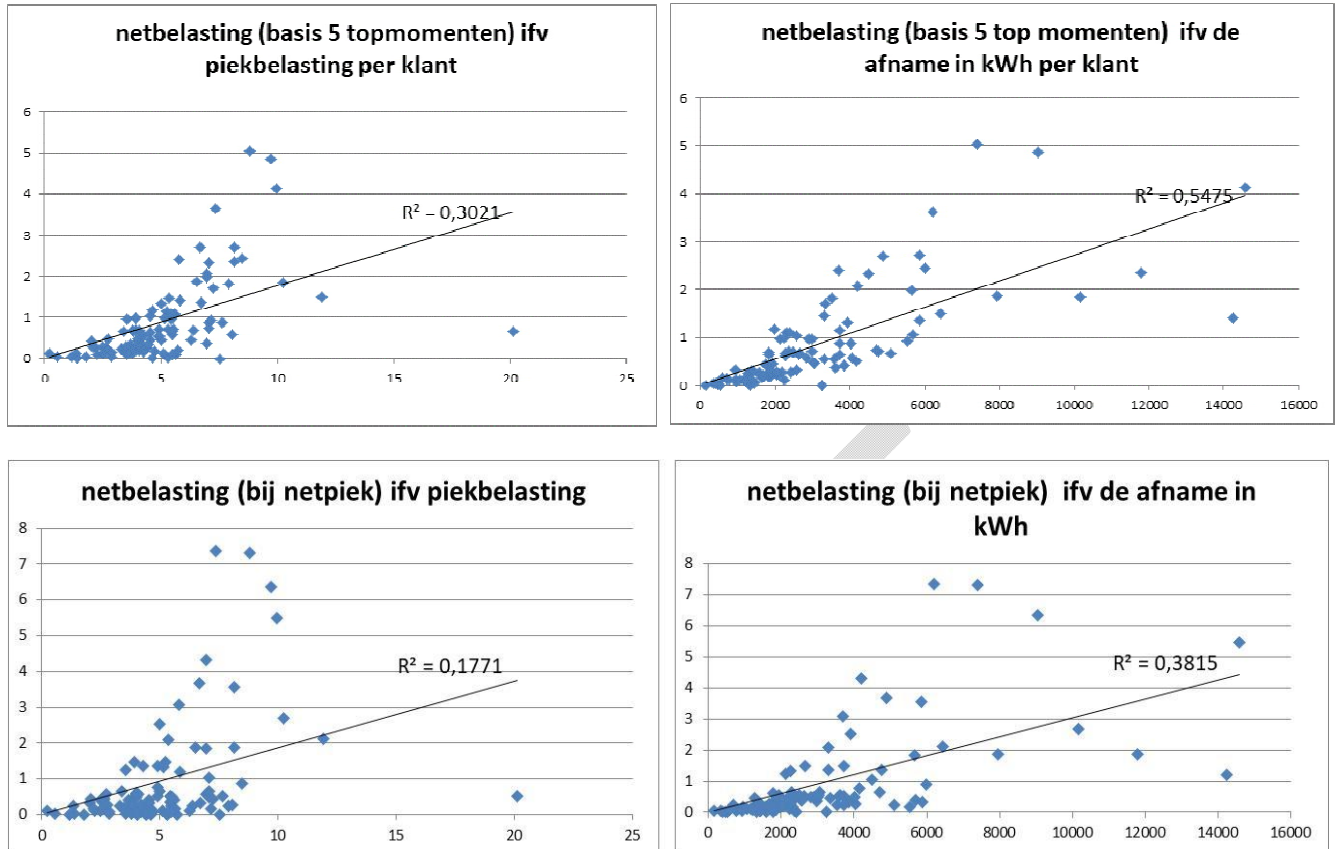 netbelasting (basis 5 topmomenten) ifv
piekbelasting per klant
6
5
4
3
2
1
0
R² – 0,3021
0 5 10 15 20 25
netbelasting (basis 5 top momenten) ifv de
afname in kWh per klant
6
5
4
3
2
1
0
R² = 0,5475
0 2000 4000 6000 8000 10000 12000 14000 16000
netbelasting (bij netpiek) ifv piekbelasting
8
7
6
5
4
3
2
1
0
R² = 0,1771
0 5 10 15 20 25
netbelasting (bij netpiek) ifv de afname in
kWh
8
7
6
5
4
3
2
1
0
R² = 0,3815
0 2000 4000 6000 8000 10000 12000 14000 16000